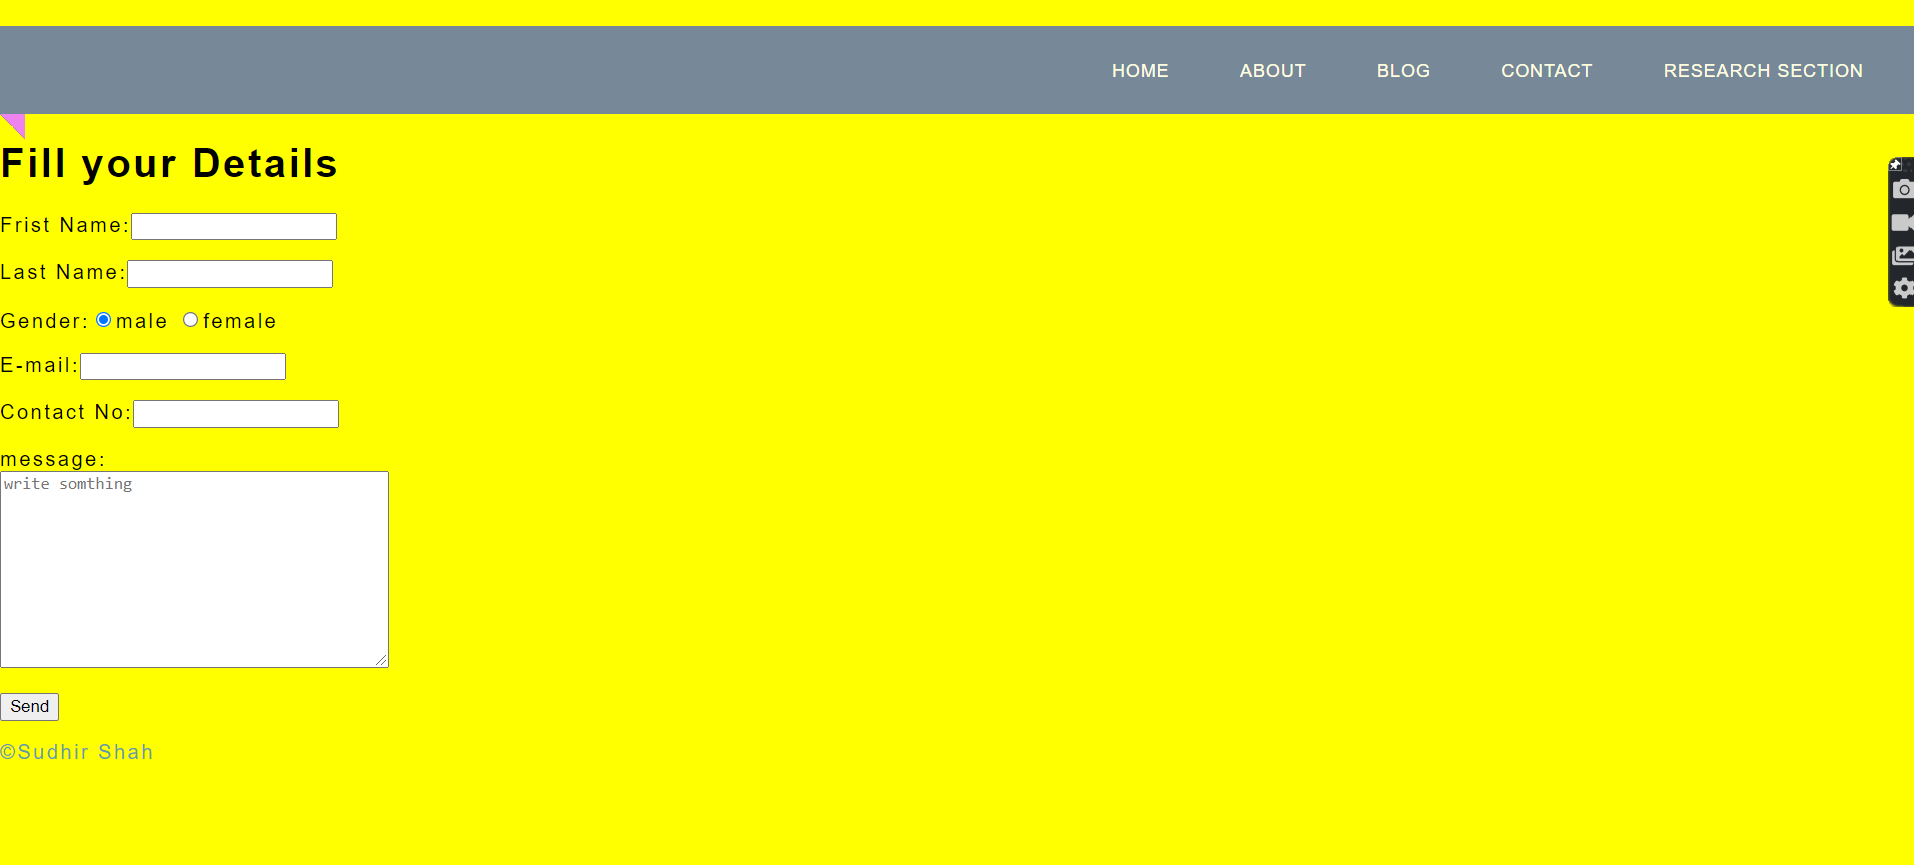 HOME ABOUT BLOG CONTACT RESEARCH SECTION
Fill your Details
Frist Name:
Last Name:
Gender: male female
E-mail:
Contact No:
message:
write somthing
Send
©Sudhir Shah